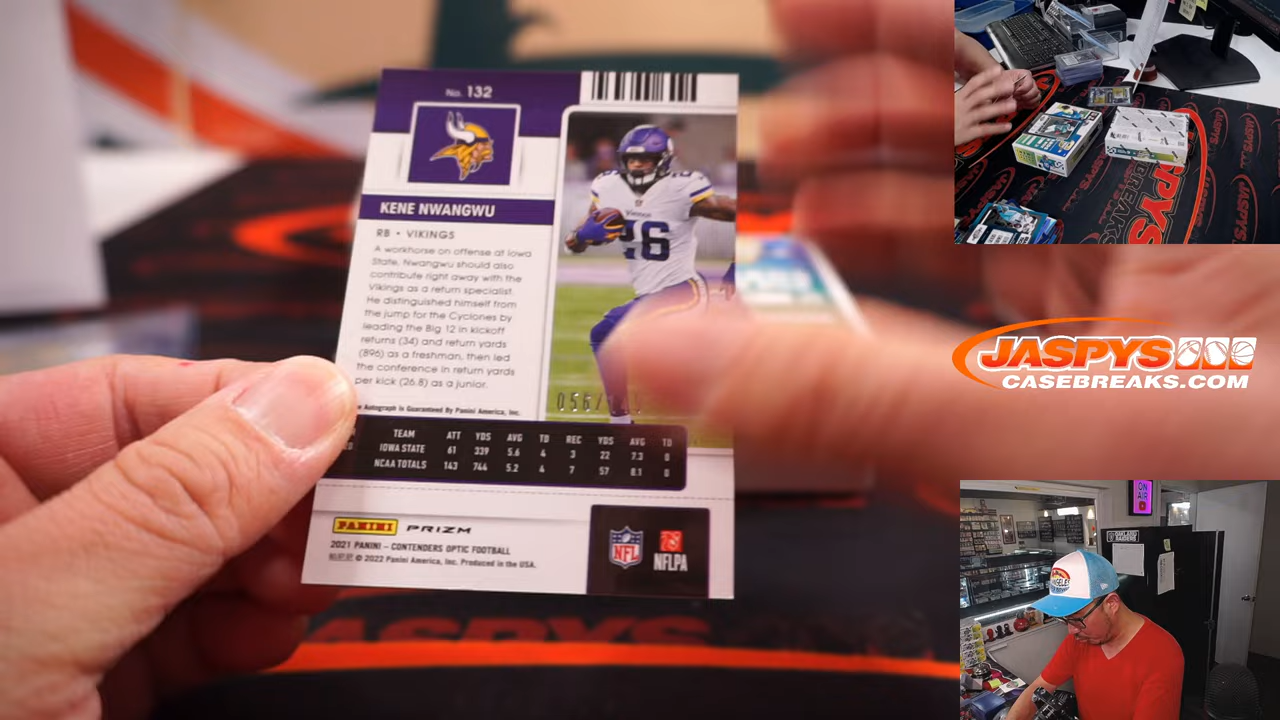 No. 132
KENE NWANGWU
RB • VIKINGS
A workhorse on offense at Iowa
State, Nwangwu should also
contribute right away with the
Vikings as a return specialist.
He distinguished himself from
the jump for the Cyclones by
leading the Big 12 in kickoff
returns (34) and return yards
(896) as a freshman, then led
the conference in return yards
per kick (26.8) as a junior.
Autograph Is Guaranteed By Panini America, Inc.
TEAM ATT YDS AVG TD REC YDS AVG TD
IOWA STATE 61 339 5.6 4 3 22 7.3 0
NCAA TOTALS 143 744 5.2 4 7 57 8.1 0
PANINI PRIZM
2021 PANINI – CONTENDERS OPTIC FOOTBALL
© 2022 Panini America, Inc. Produced in the USA.
NFL
NFLPA
26
056/
JASPYS
JASPYS
CASEBREAKS.COM
ON
AIR